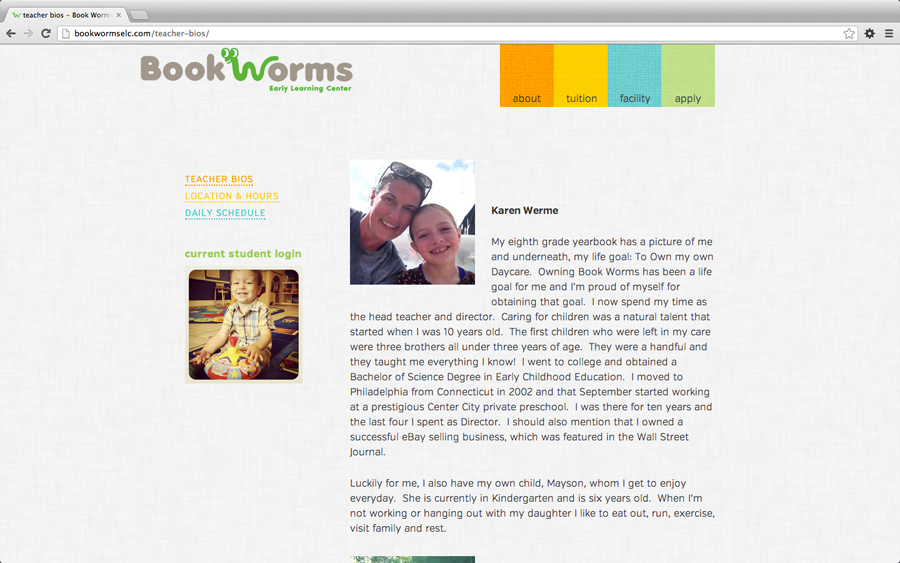 teacher bios – Book Worm
bookwormselc.com/teacher-bios/
Book Worms
Early Learning Center
about tuition facility apply
TEACHER BIOS
LOCATION & HOURS
DAILY SCHEDULE
current student login
Karen Werme
My eighth grade yearbook has a picture of me
and underneath, my life goal: To Own my own
Daycare.  Owning Book Worms has been a life
goal for me and I'm proud of myself for
obtaining that goal.  I now spend my time as
the head teacher and director.  Caring for children was a natural talent that
started when I was 10 years old.  The first children who were left in my care
were three brothers all under three years of age.  They were a handful and
they taught me everything I know!  I went to college and obtained a
Bachelor of Science Degree in Early Childhood Education.  I moved to
Philadelphia from Connecticut in 2002 and that September started working
at a prestigious Center City private preschool.  I was there for ten years and
the last four I spent as Director.  I should also mention that I owned a
successful eBay selling business, which was featured in the Wall Street
Journal.
Luckily for me, I also have my own child, Mayson, whom I get to enjoy
everyday.  She is currently in Kindergarten and is six years old.  When I'm
not working or hanging out with my daughter I like to eat out, run, exercise,
visit family and rest.